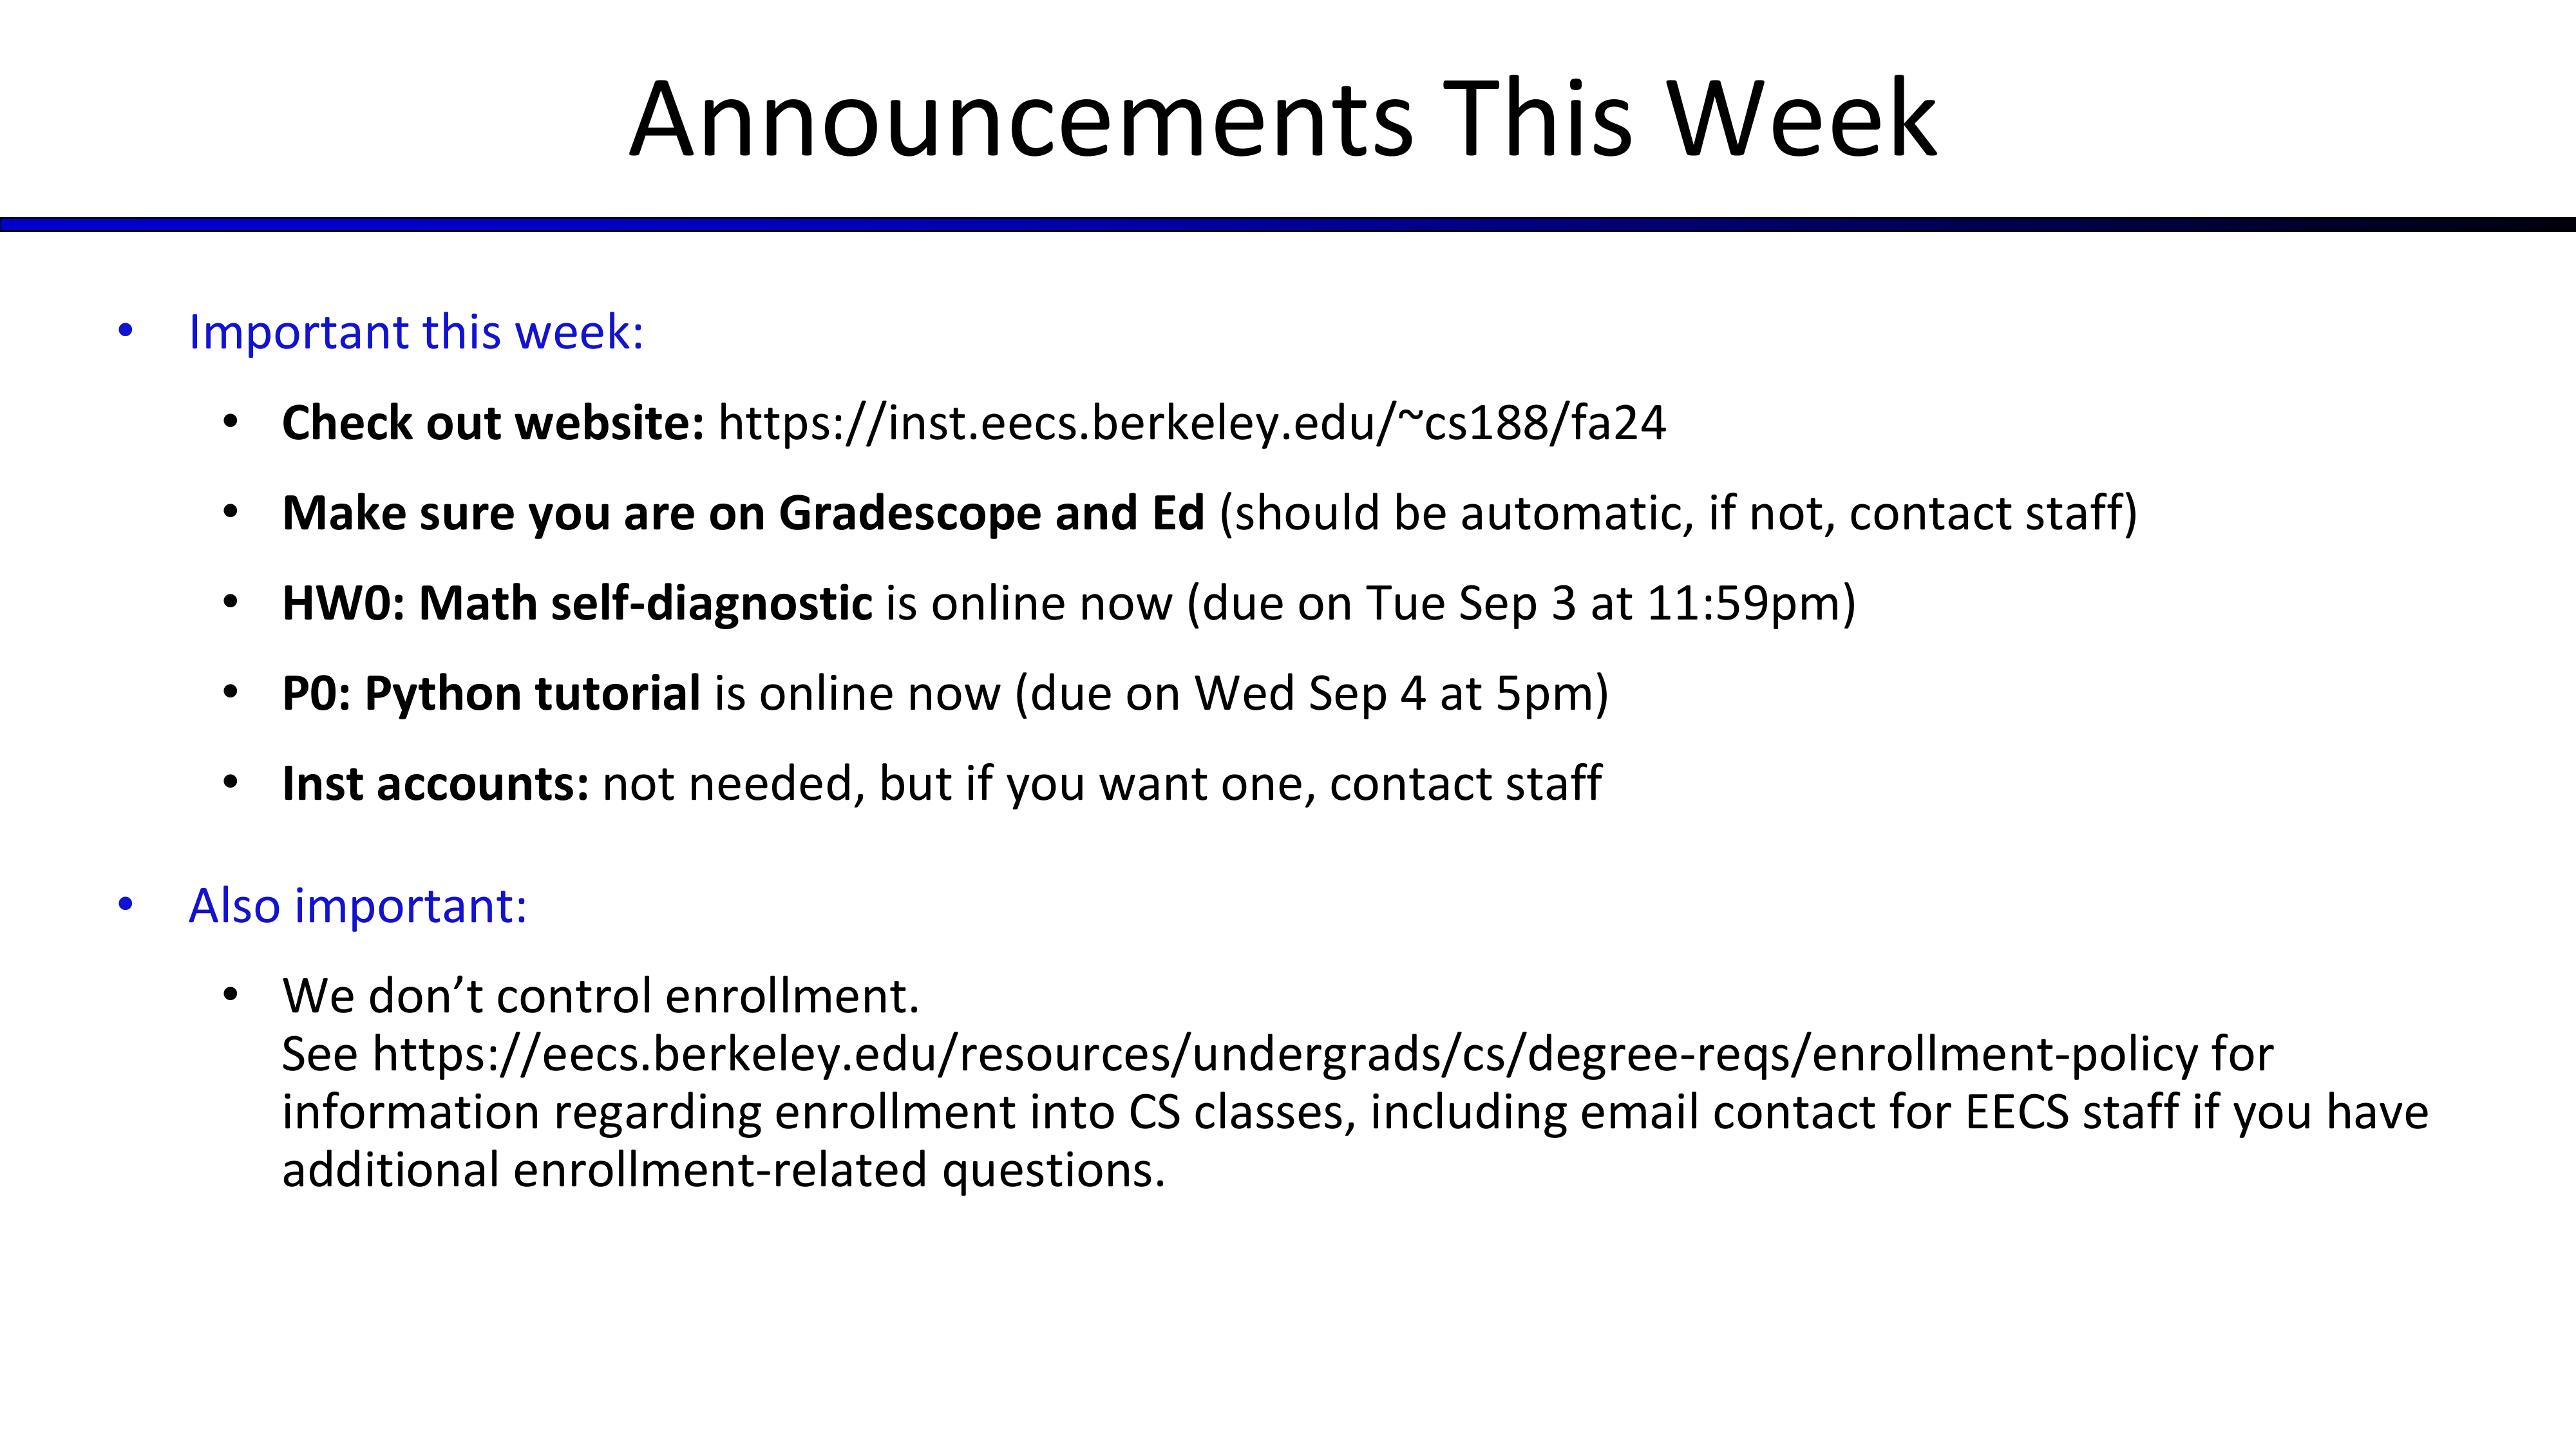 Announcements This Week
• Important this week:
• Check out website: https://inst.eecs.berkeley.edu/~cs188/fa24
• Make sure you are on Gradescope and Ed (should be automatic, if not, contact staff)
• HW0: Math self-diagnostic is online now (due on Tue Sep 3 at 11:59pm)
• P0: Python tutorial is online now (due on Wed Sep 4 at 5pm)
• Inst accounts: not needed, but if you want one, contact staff
• Also important:
• We don’t control enrollment.
See https://eecs.berkeley.edu/resources/undergrads/cs/degree-reqs/enrollment-policy for
information regarding enrollment into CS classes, including email contact for EECS staff if you have
additional enrollment-related questions.